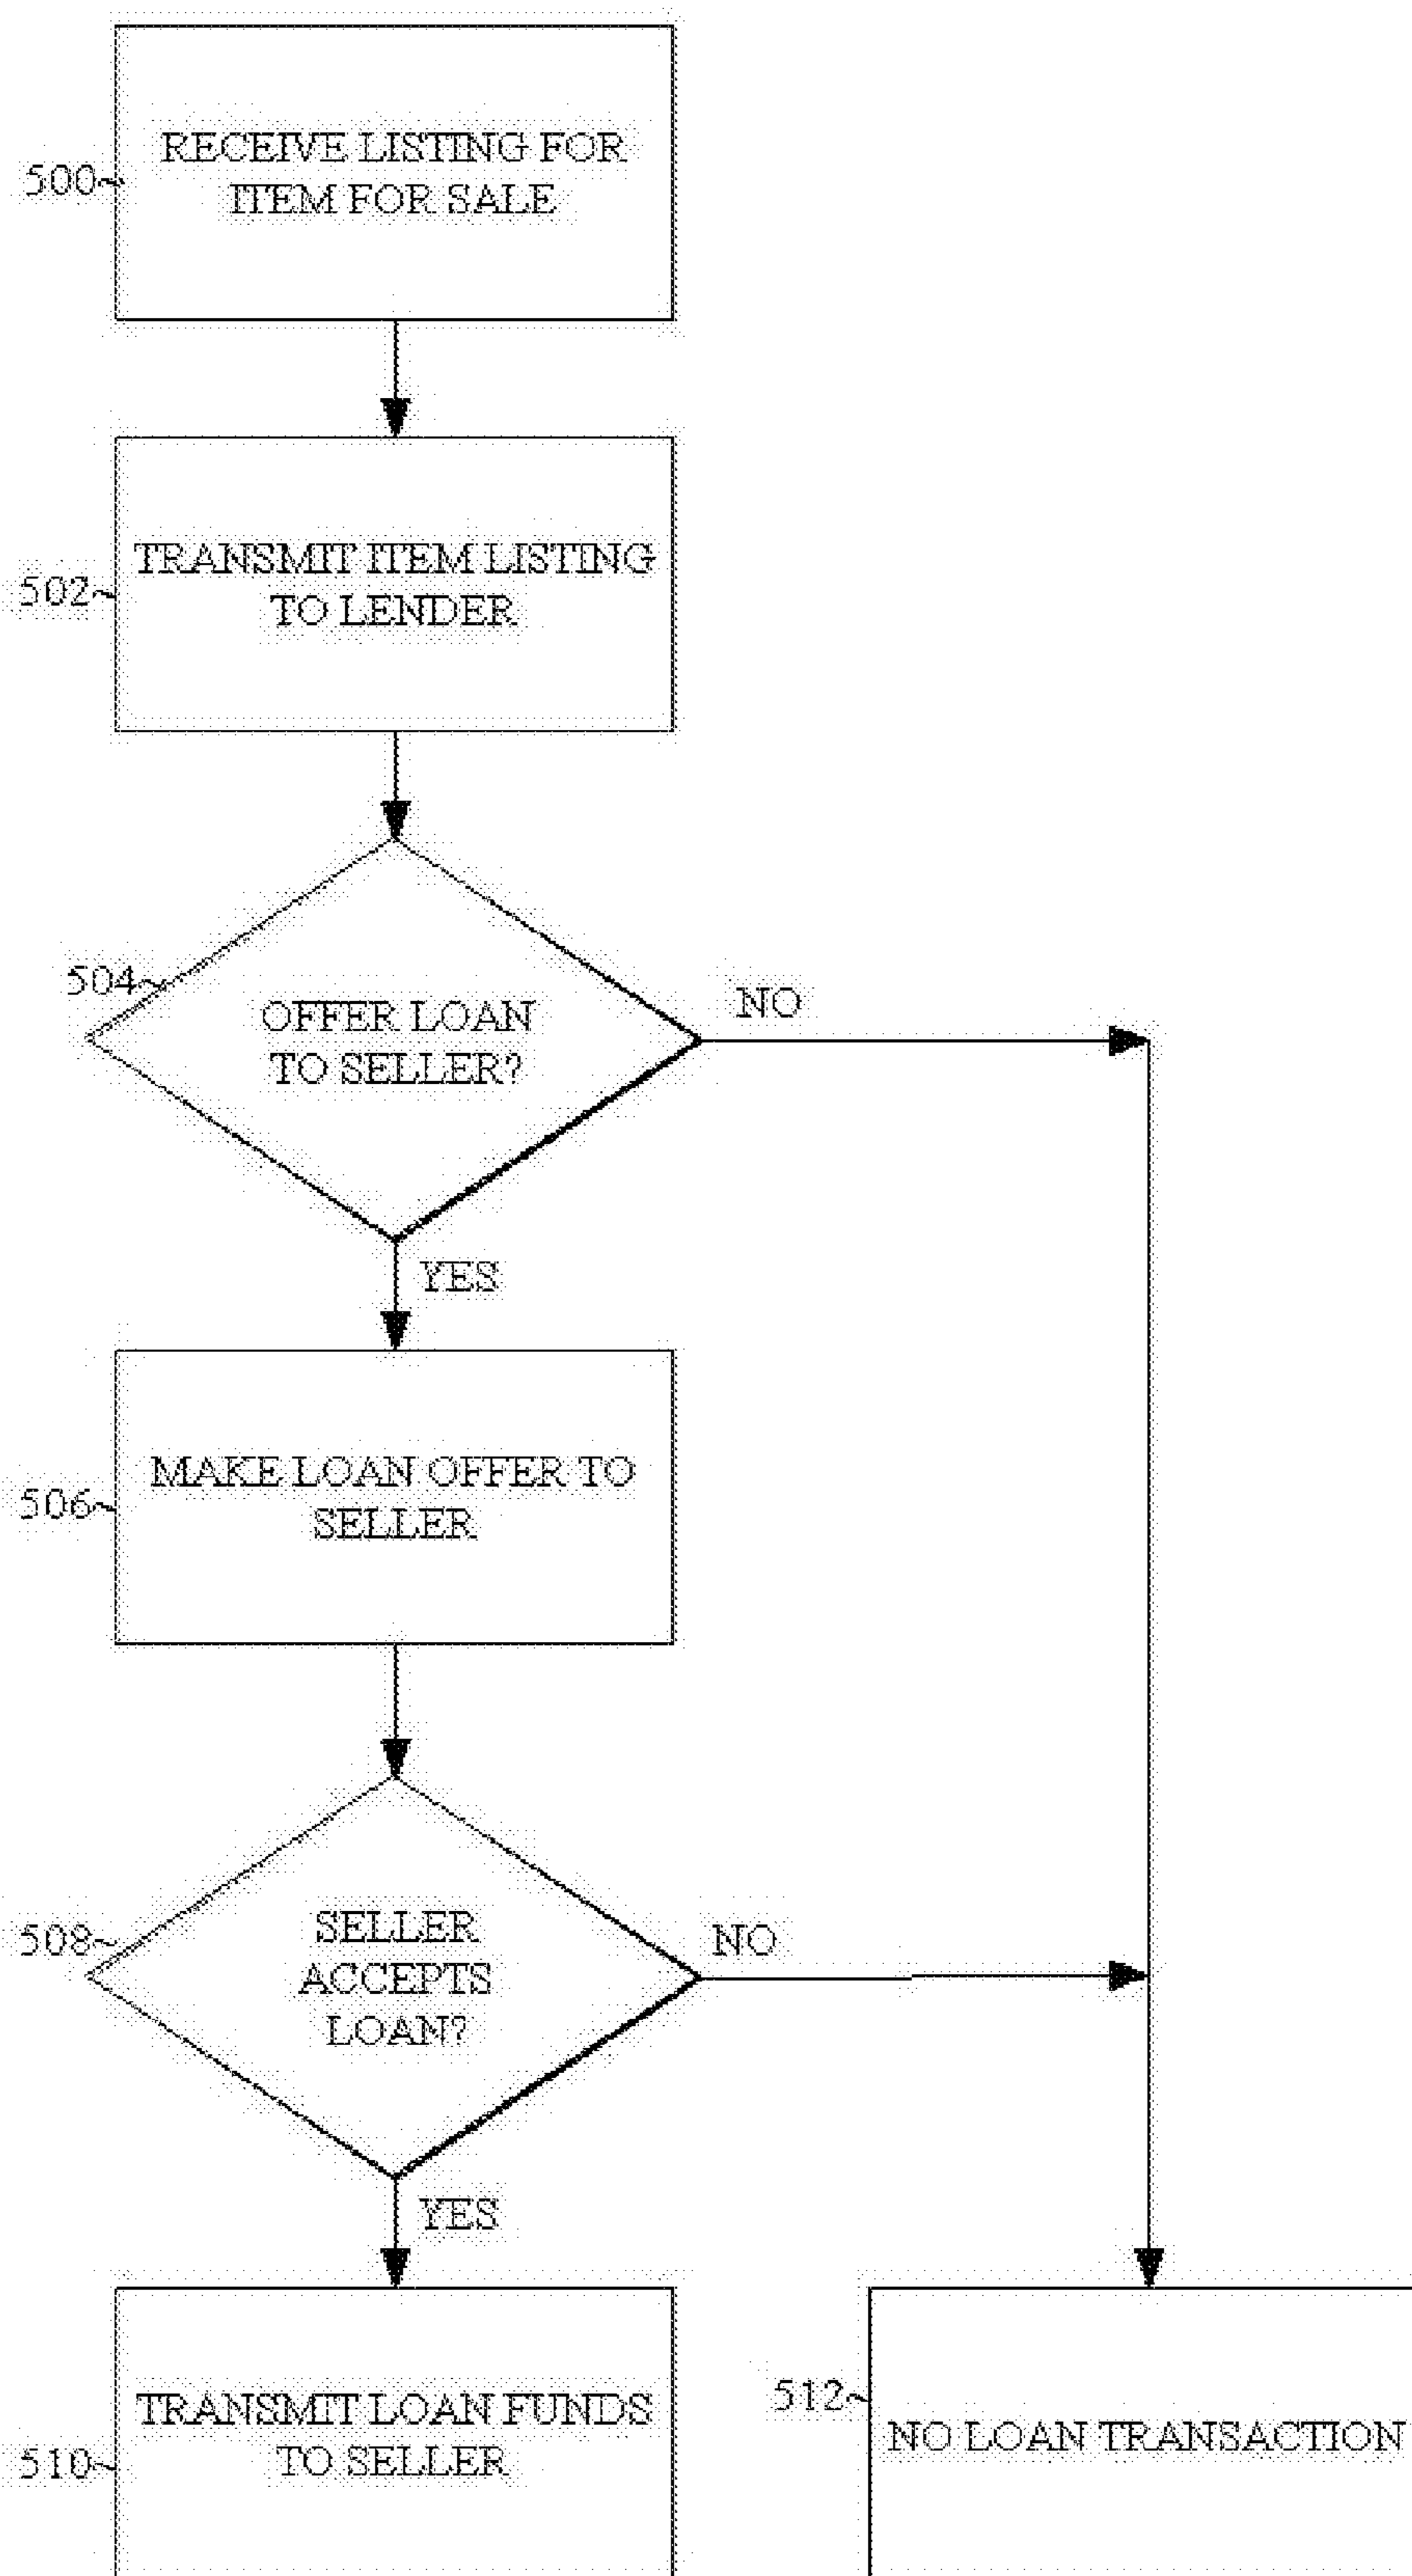 RECEIVE LISTING FOR
ITEM FOR SALE
500
TRANSMIT ITEM LISTING
TO LENDER
502
504
OFFER LOAN
TO SELLER?
NO
YES
MAKE LOAN OFFER TO
SELLER
506
508
SELLER
ACCEPTS
LOAN?
NO
YES
TRANSMIT LOAN FUNDS
TO SELLER
510
512
NO LOAN TRANSACTION